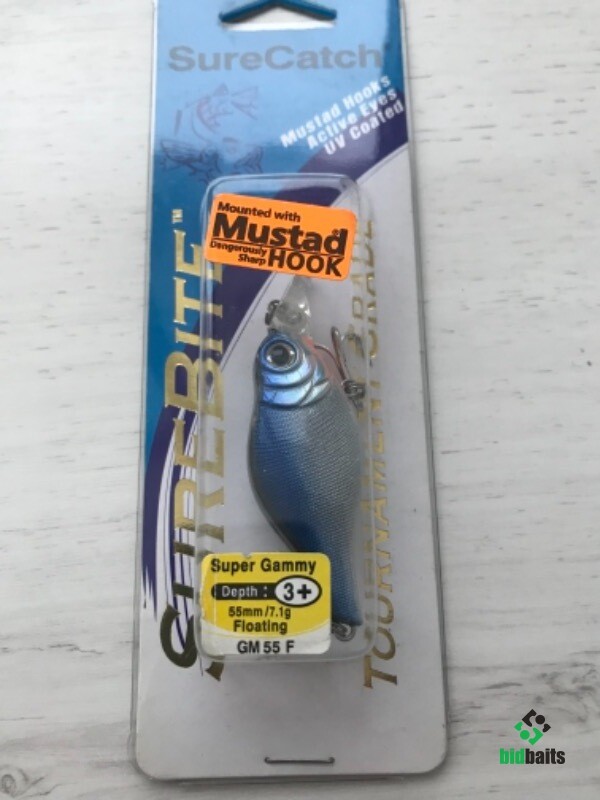 SureCatch
Mustad Hooks
Active Eyes
UV Coated
Mounted with
Mustad
Dangerously
Sharp HOOK
SUREBITE™
TOURNAMENT GRADE
Super Gammy
Depth : 3+
55mm/7.1g
Floating
GM 55 F
bidbaits